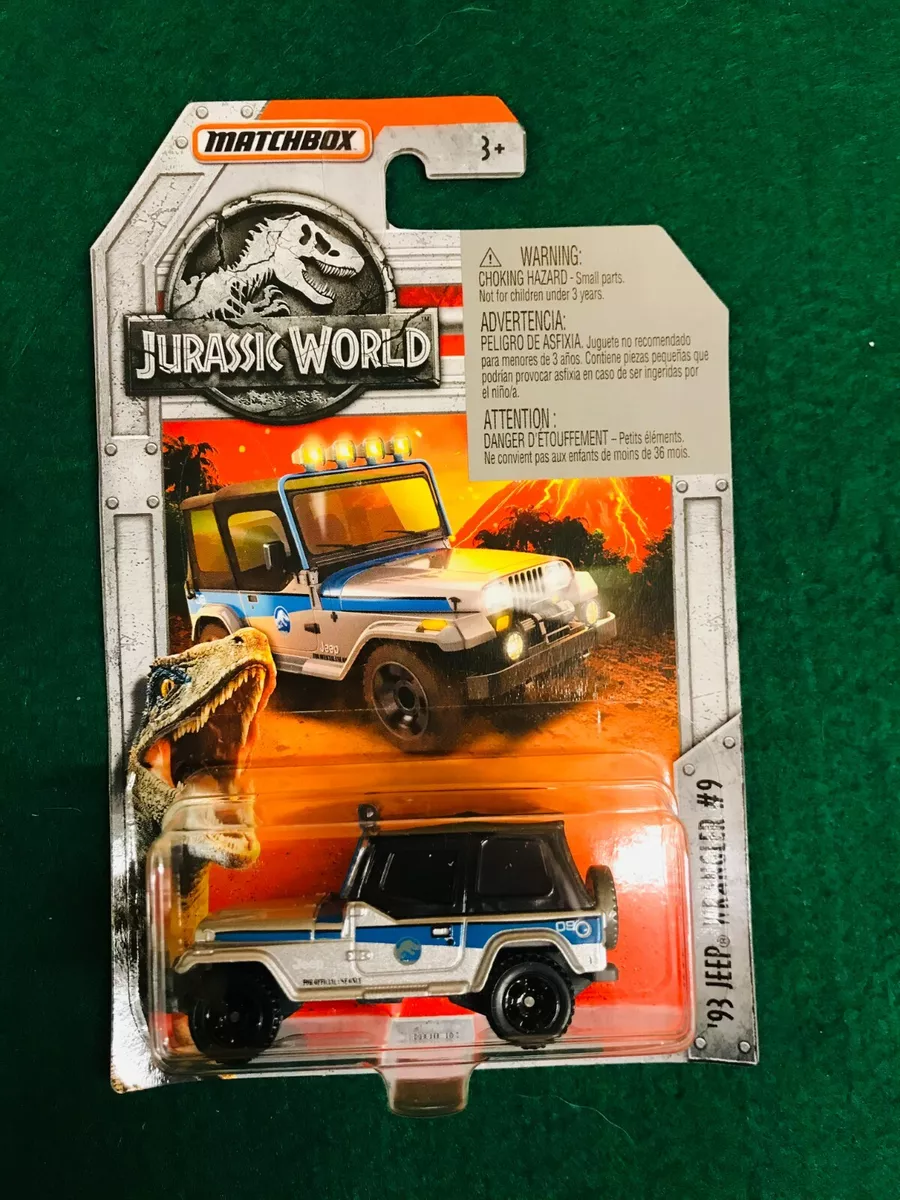 MATCHBOX
3+
JURASSIC WORLD™
⚠ WARNING:
CHOKING HAZARD - Small parts.
Not for children under 3 years.
ADVERTENCIA:
PELIGRO DE ASFIXIA. Juguete no recomendado
para menores de 3 años. Contiene piezas pequeñas que
podrían provocar asfixia en caso de ser ingeridas por
el niño/a.
ATTENTION :
DANGER D'ÉTOUFFEMENT – Petits éléments.
Ne convient pas aux enfants de moins de 36 mois.
Jeep
'93 JEEP® WRANGLER #9
09